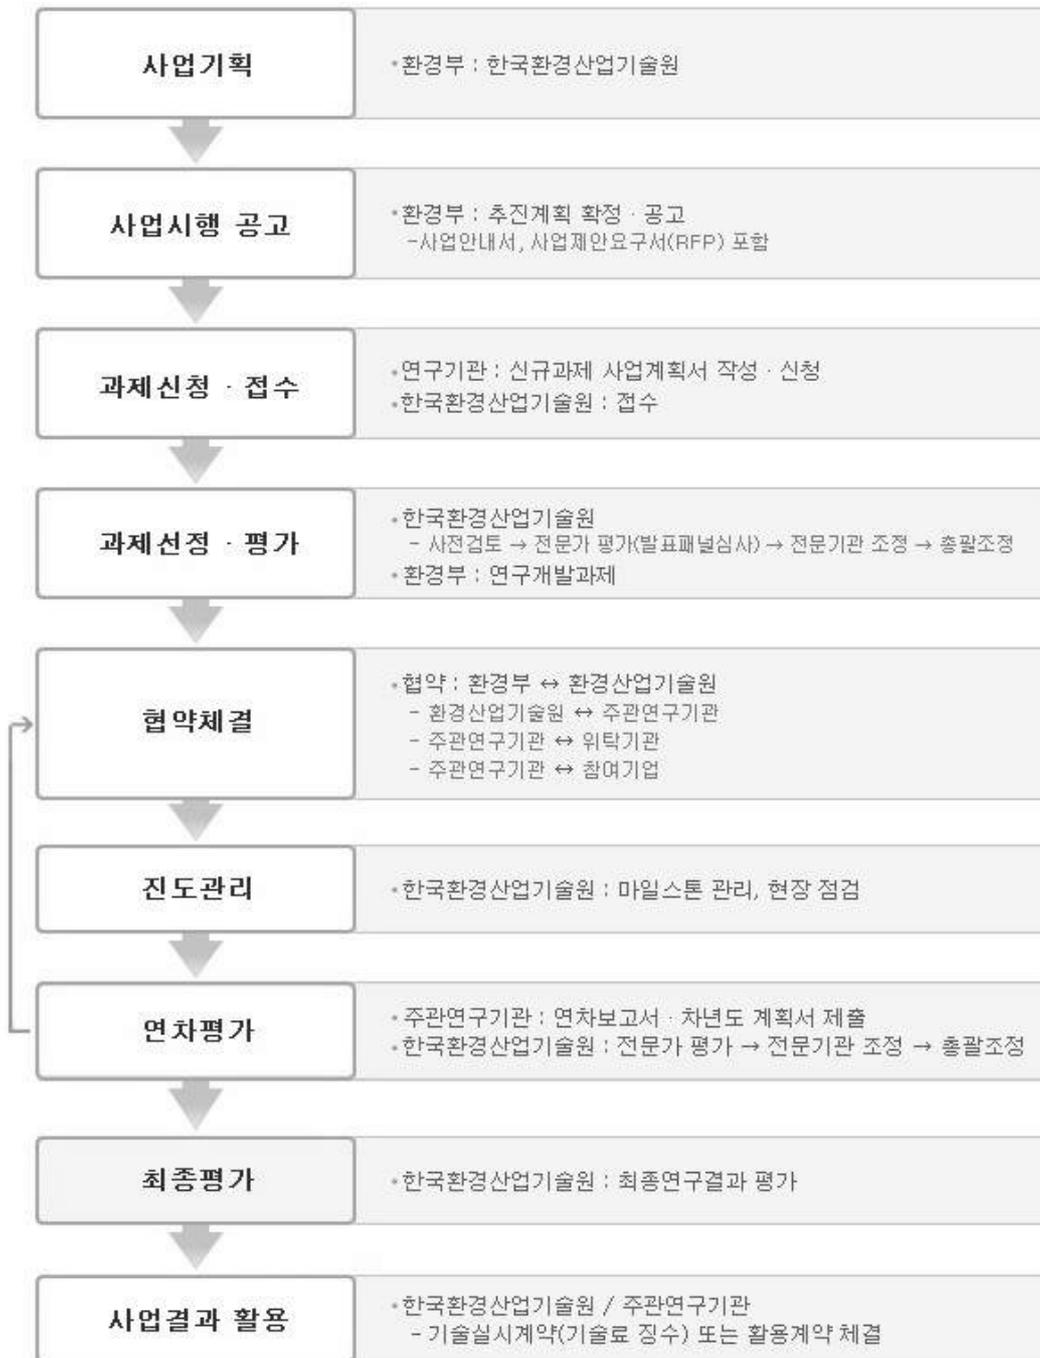 사업기획
•환경부 : 한국환경산업기술원
사업시행 공고
•환경부 : 추진계획 확정 · 공고
-사업안내서, 사업제안요구서(RFP) 포함
과제신청 · 접수
•연구기관 : 신규과제 사업계획서 작성 · 신청
•한국환경산업기술원 : 접수
과제선정 · 평가
•한국환경산업기술원
- 사전검토 → 전문가 평가(발표패널심사) → 전문기관 조정 → 총괄조정
•환경부 : 연구개발과제
협약체결
•협약 : 환경부 ↔ 환경산업기술원
- 환경산업기술원 ↔ 주관연구기관
- 주관연구기관 ↔ 위탁기관
- 주관연구기관 ↔ 참여기업
진도관리
•한국환경산업기술원 : 마일스톤 관리, 현장 점검
연차평가
•주관연구기관 : 연차보고서 · 차년도 계획서 제출
•한국환경산업기술원 : 전문가 평가 → 전문기관 조정 → 총괄조정
최종평가
•한국환경산업기술원 : 최종연구결과 평가
사업결과 활용
•한국환경산업기술원 / 주관연구기관
- 기술실시계약(기술료 징수) 또는 활용계약 체결